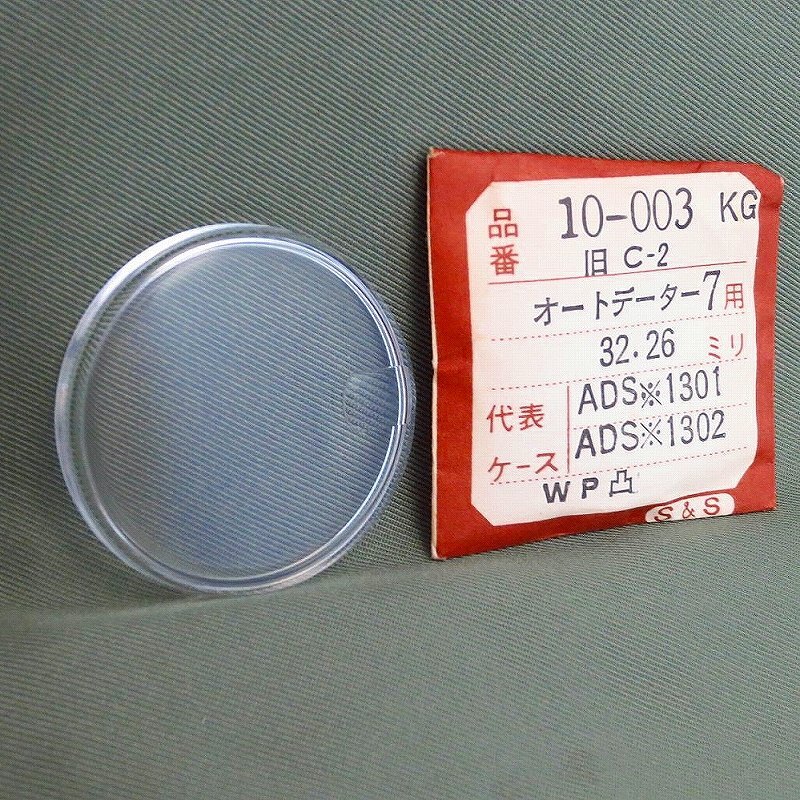 品番 10-003 KG
旧 C-2
オートデーター7用
32.26 ミリ
代表 ADS※1301
ケース ADS※1302
WP凸
S & S